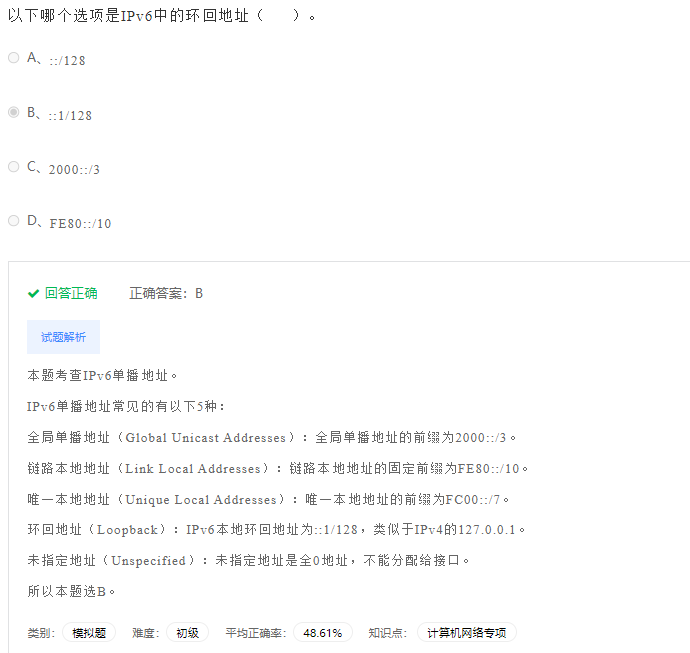 以下哪个选项是IPv6中的环回地址（　　）。
A、::/128
B、::1/128
C、2000::/3
D、FE80::/10
回答正确 正确答案：B
试题解析
本题考查IPv6单播地址。
IPv6单播地址常见的有以下5种：
全局单播地址（Global Unicast Addresses）：全局单播地址的前缀为2000::/3。
链路本地地址（Link Local Addresses）：链路本地地址的固定前缀为FE80::/10。
唯一本地地址（Unique Local Addresses）：唯一本地地址的前缀为FC00::/7。
环回地址（Loopback）：IPv6本地环回地址为::1/128，类似于IPv4的127.0.0.1。
未指定地址（Unspecified）：未指定地址是全0地址，不能分配给接口。
所以本题选B。
类别： 模拟题 难度： 初级 平均正确率： 48.61% 知识点： 计算机网络专项